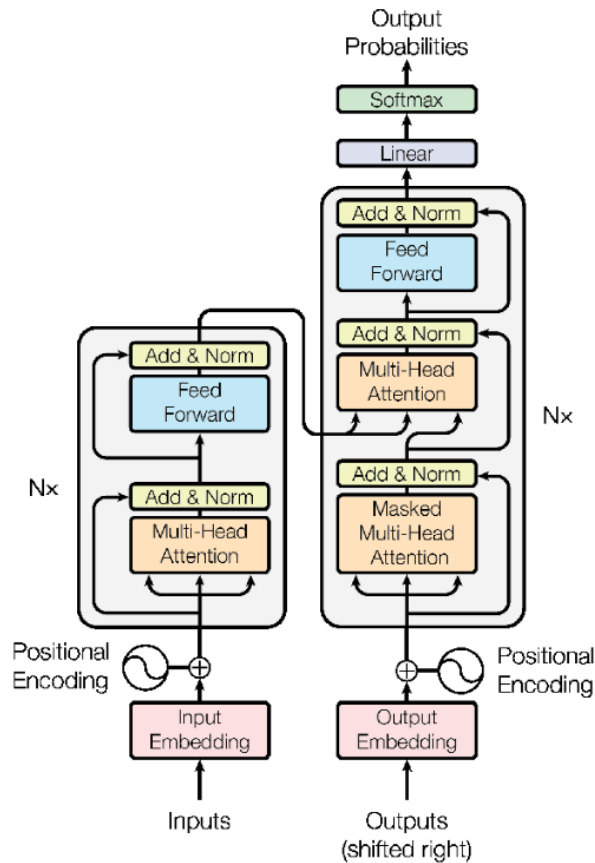 Output
Probabilities
Softmax
Linear
Add & Norm
Feed
Forward
Add & Norm
Multi-Head
Attention
Add & Norm
Masked
Multi-Head
Attention
Nx
Add & Norm
Feed
Forward
Add & Norm
Multi-Head
Attention
Nx
Positional
Encoding
Positional
Encoding
Input
Embedding
Output
Embedding
Inputs
Outputs
(shifted right)